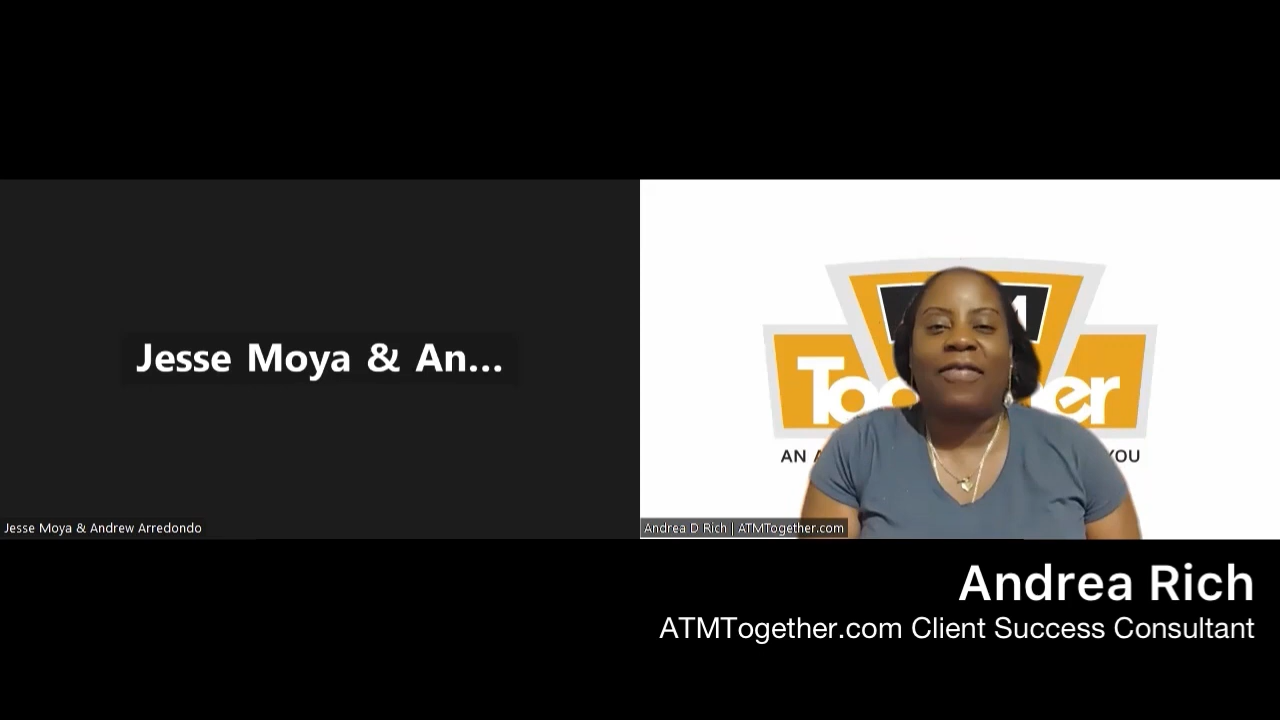 Jesse Moya & An...
Jesse Moya & Andrew Arredondo
AN
YOU
Andrea D Rich | ATMTogether.com
Andrea Rich
ATMTogether.com Client Success Consultant